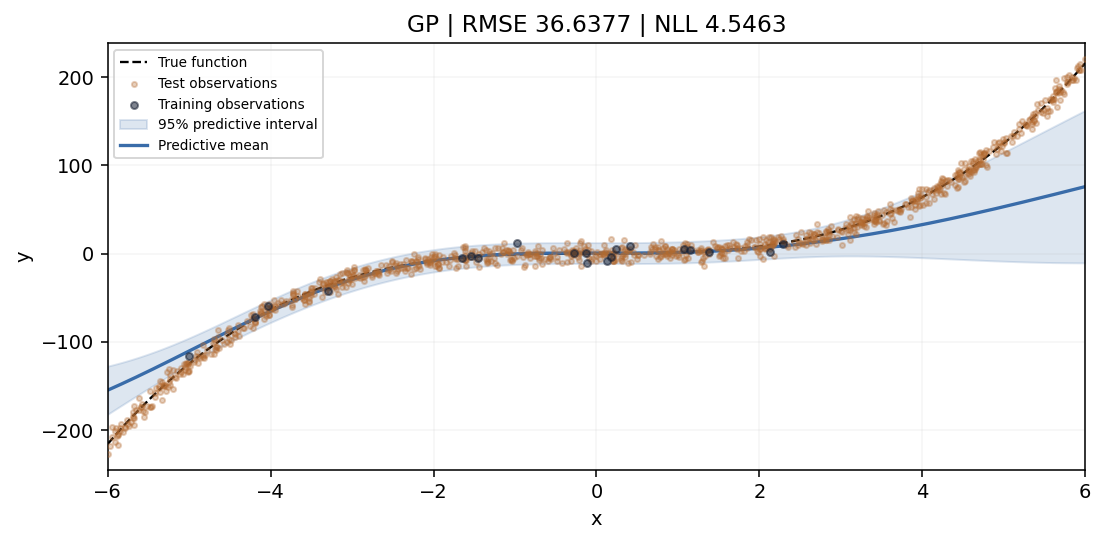 GP | RMSE 36.6377 | NLL 4.5463
True function
Test observations
Training observations
95% predictive interval
Predictive mean
y
200
100
0
−100
−200
−6 −4 −2 0 2 4 6
x